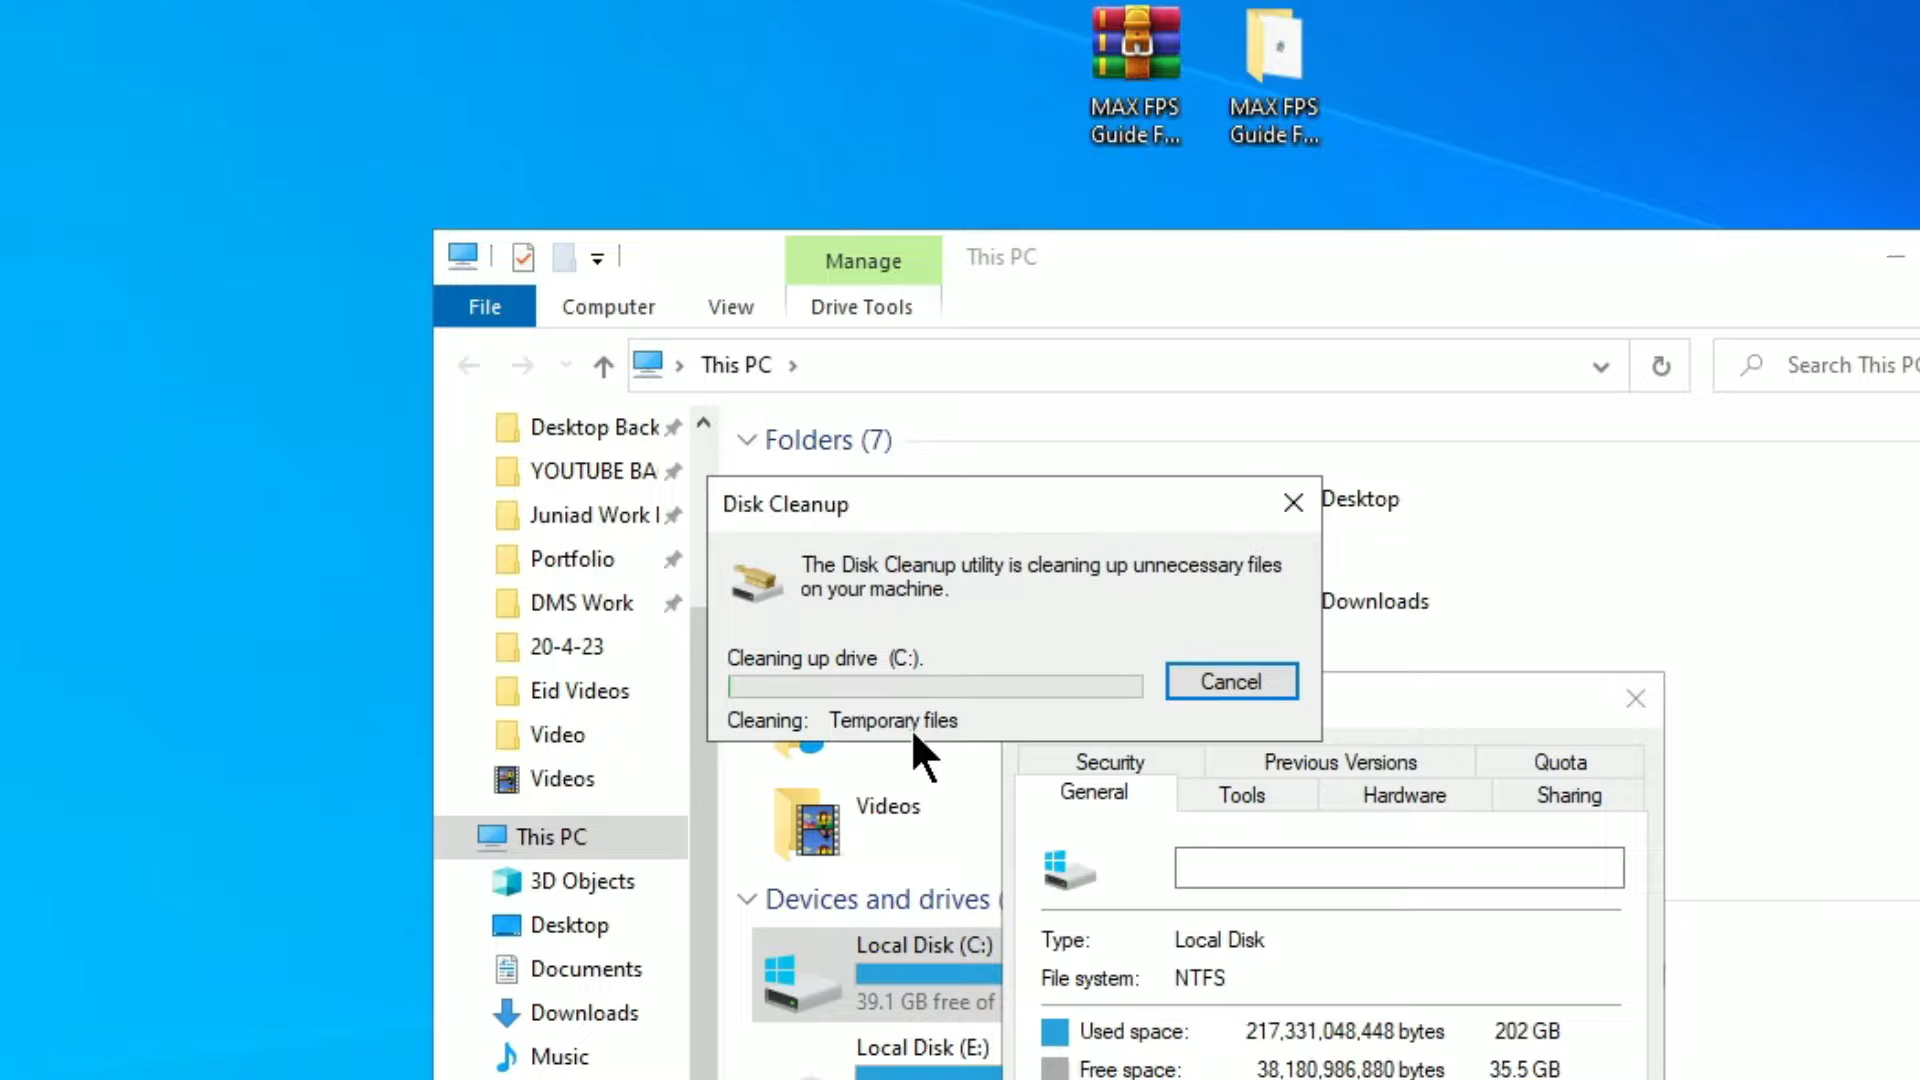 MAX FPS
Guide F...
MAX FPS
Guide F...
Manage
This PC
File
Computer
View
Drive Tools
This PC
Search This PC
Desktop Back
YOUTUBE BA
Juniad Work
Portfolio
DMS Work
20-4-23
Eid Videos
Video
Videos
This PC
3D Objects
Desktop
Documents
Downloads
Music
Folders (7)
Desktop
Downloads
Disk Cleanup
The Disk Cleanup utility is cleaning up unnecessary files
on your machine.
Cleaning up drive (C:).
Cancel
Cleaning: Temporary files
Videos
Devices and drives (
Local Disk (C:)
39.1 GB free of
Local Disk (E:)
Security
Previous Versions
Quota
General
Tools
Hardware
Sharing
Type: Local Disk
File system: NTFS
Used space: 217,331,048,448 bytes 202 GB
Free space: 38,180,986,880 bytes 35.5 GB